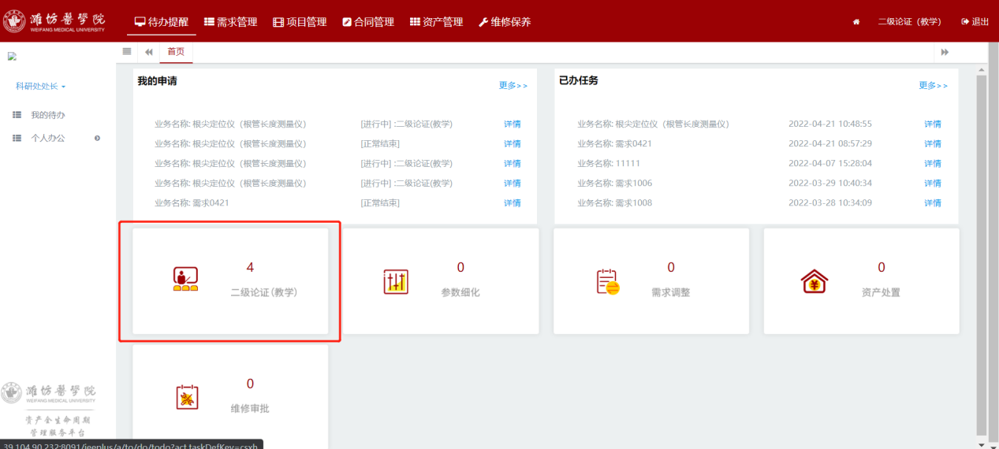 濰坊醫學院
WEIFANG MEDICAL UNIVERSITY
待办提醒 需求管理 项目管理 合同管理 资产管理 维修保养 二级论证（教学） 退出
首页
科研处处长
我的待办
个人办公
我的申请 更多>>
业务名称: 根尖定位仪（根管长度测量仪） [进行中] :二级论证(教学) 详情
业务名称: 根尖定位仪（根管长度测量仪） [正常结束] 详情
业务名称: 根尖定位仪（根管长度测量仪） [进行中] :二级论证(教学) 详情
业务名称: 根尖定位仪（根管长度测量仪） [进行中] :二级论证(教学) 详情
业务名称: 需求0421 [正常结束] 详情
已办任务 更多>>
业务名称: 根尖定位仪（根管长度测量仪） 2022-04-21 10:48:55 详情
业务名称: 需求0421 2022-04-21 08:57:29 详情
业务名称: 11111 2022-04-07 15:28:04 详情
业务名称: 需求1006 2022-03-29 10:40:34 详情
业务名称: 需求1008 2022-03-28 10:34:09 详情
4
二级论证(教学)
0
参数细化
0
需求调整
0
资产处置
0
维修审批
濰坊醫學院
WEIFANG MEDICAL UNIVERSITY
资产全生命周期
管理服务平台
39.104.90.232:8091/jeeplus/a/to/do/todo?act.taskDefKey=csxh